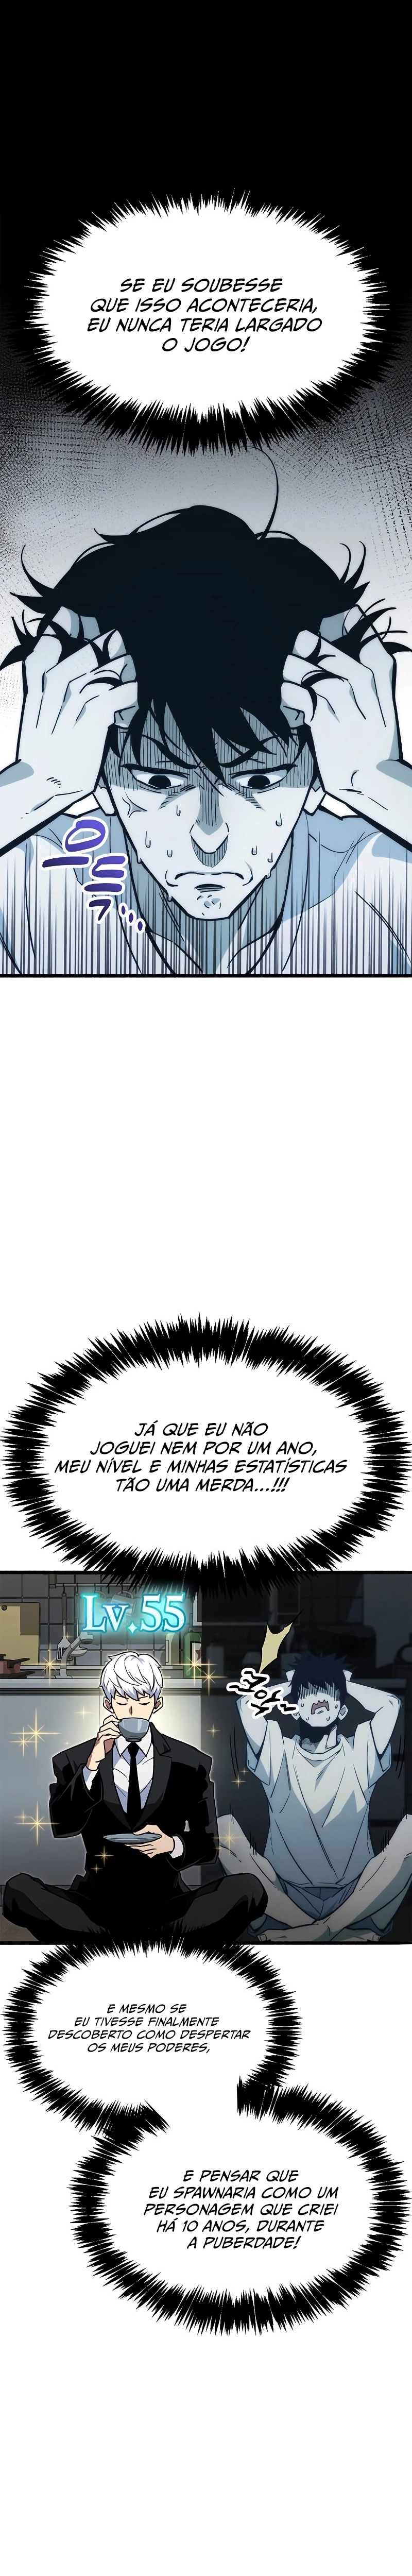 SE EU SOUBESSE
QUE ISSO ACONTECERIA,
EU NUNCA TERIA LARGADO
O JOGO!
으득...
JÁ QUE EU NÃO
JOGUEI NEM POR UM ANO,
MEU NÍVEL E MINHAS ESTATÍSTICAS
TÃO UMA MERDA...!!!
Lv.55
E MESMO SE
EU TIVESSE FINALMENTE
DESCOBERTO COMO DESPERTAR
OS MEUS PODERES,
E PENSAR QUE
EU SPAWNARIA COMO UM
PERSONAGEM QUE CRIEI
HÁ 10 ANOS, DURANTE
A PUBERDADE!